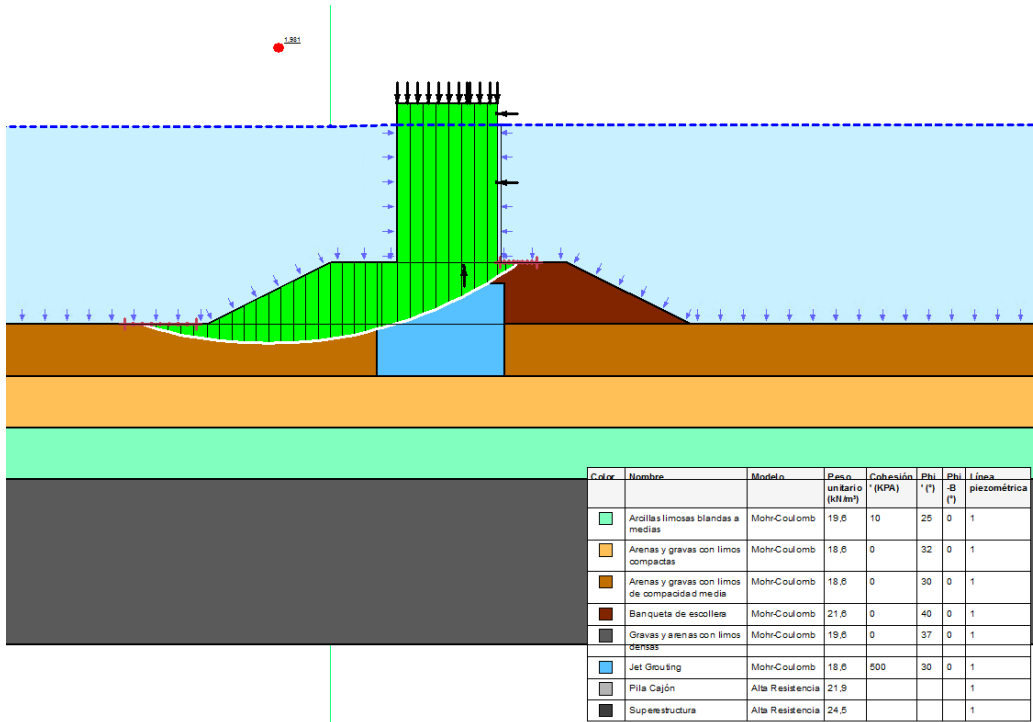 1,981
Color Nombre Modelo Peso unitario (kN/m³) Cohesión ' (KPA) Phi ' (°) Phi -B (°) Línea piezométrica
Arcillas limosas blandas a medias Mohr-Coulomb 19,6 10 25 0 1
Arenas y gravas con limos compactas Mohr-Coulomb 18,6 0 32 0 1
Arenas y gravas con limos de compacidad media Mohr-Coulomb 18,6 0 30 0 1
Banqueta de escollera Mohr-Coulomb 21,6 0 40 0 1
Gravas y arenas con limos densas Mohr-Coulomb 19,6 0 37 0 1
Jet Grouting Mohr-Coulomb 18,6 500 30 0 1
Pila Cajón Alta Resistencia 21,9 1
Superestructura Alta Resistencia 24,5 1